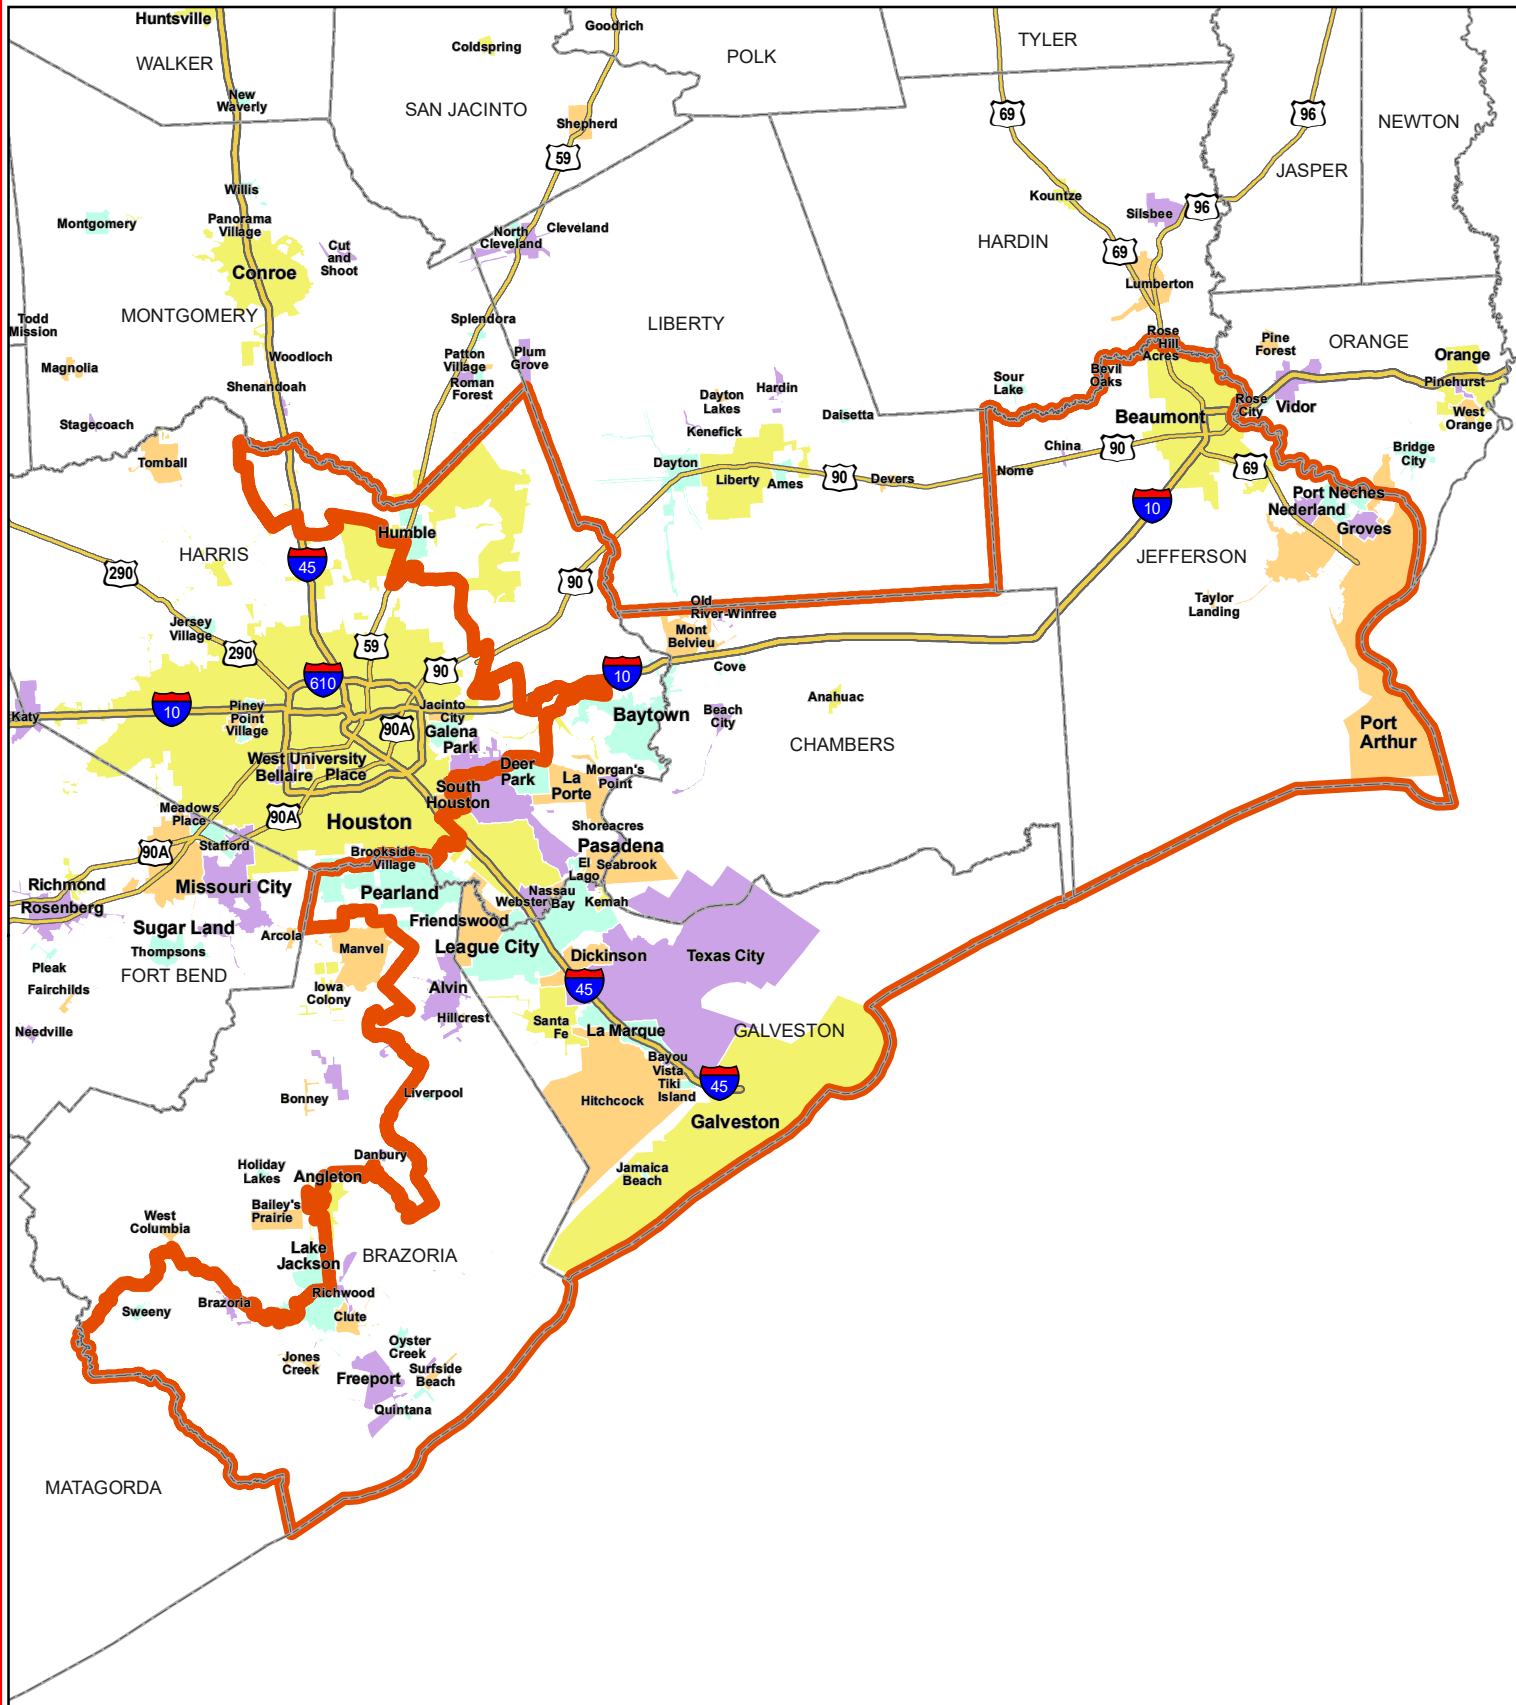 Huntsville
Goodrich
Coldspring
TYLER
POLK
WALKER
New
Waverly
SAN JACINTO
69
96
NEWTON
Shepherd
59
JASPER
Willis
Kountze
Silsbee
96
Montgomery
Panorama
Village
North
Cleveland
Cleveland
Cut
and
Shoot
HARDIN
69
Conroe
Lumberton
MONTGOMERY
Todd
Mission
Splendora
LIBERTY
Rose
Hill
Acres
Pine
Forest
ORANGE
Orange
Woodloch
Patton
Village
Plum
Grove
Magnolia
Bevil
Oaks
Pinehurst
Shenandoah
Roman
Forest
Sour
Lake
Hardin
Dayton
Lakes
Rose
City
Vidor
West
Orange
Stagecoach
Daisetta
Beaumont
Kenefick
China
90
Bridge
City
Tomball
Dayton
Liberty
Ames
90
Devers
Nome
69
Port Neches
Nederland
10
Groves
Humble
HARRIS
45
JEFFERSON
290
90
Old
River-Winfree
Taylor
Landing
Jersey
Village
Mont
Belvieu
59
290
90
Cove
610
10
Anahuac
Katy
10
Piney
Point
Village
Jacinto
City
Baytown
Beach
City
90A
Galena
Park
Port
Arthur
CHAMBERS
West University
Place
Bellaire
Deer
Park
La
Porte
Morgan's
Point
South
Houston
Meadows
Place
90A
Houston
Shoreacres
Stafford
90A
Pasadena
Brookside
Village
El
Lago
Seabrook
Richmond
Missouri City
Pearland
Nassau
Bay
Webster
Kemah
Rosenberg
Friendswood
Sugar Land
Arcola
Manvel
League City
Dickinson
Texas City
Thompsons
Pleak
FORT BEND
Fairchilds
Iowa
Colony
Alvin
45
Hillcrest
Santa
Fe
La Marque
GALVESTON
Needville
Bayou
Vista
Tiki
Island
45
Bonney
Liverpool
Hitchcock
Galveston
Danbury
Holiday
Lakes
Angleton
Jamaica
Beach
Bailey's
Prairie
West
Columbia
Lake
Jackson
BRAZORIA
Richwood
Brazoria
Sweeny
Clute
Oyster
Creek
Jones
Creek
Surfside
Beach
Freeport
Quintana
MATAGORDA